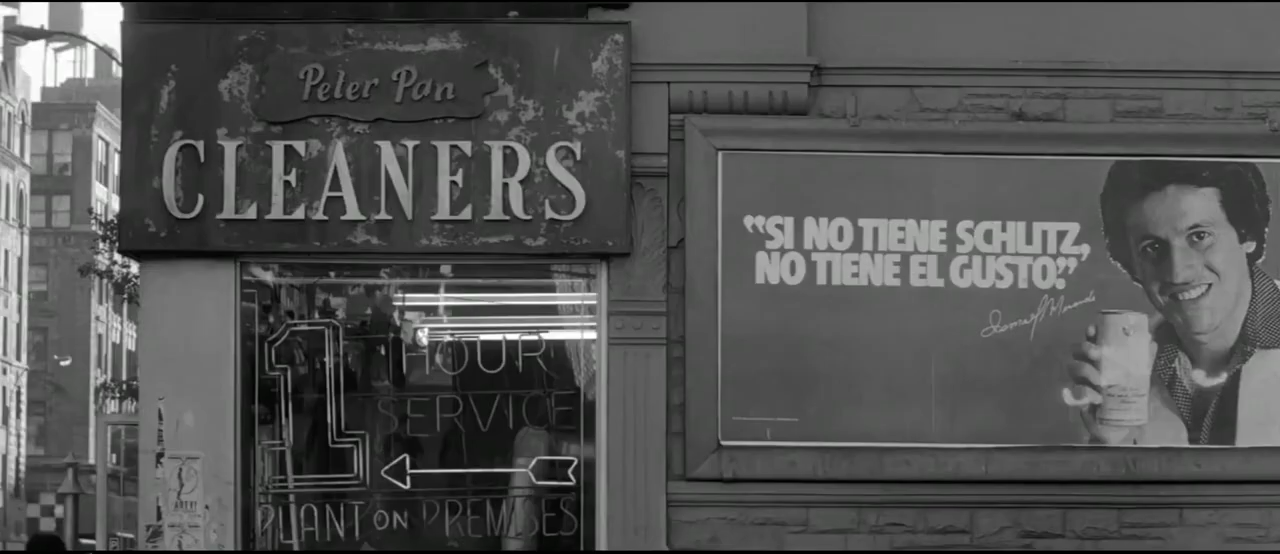 Peter Pan
CLEANERS
1 HOUR
SERVICE
PLANT ON PREMISES
“SI NO TIENE SCHLITZ,
NO TIENE EL GUSTO.”